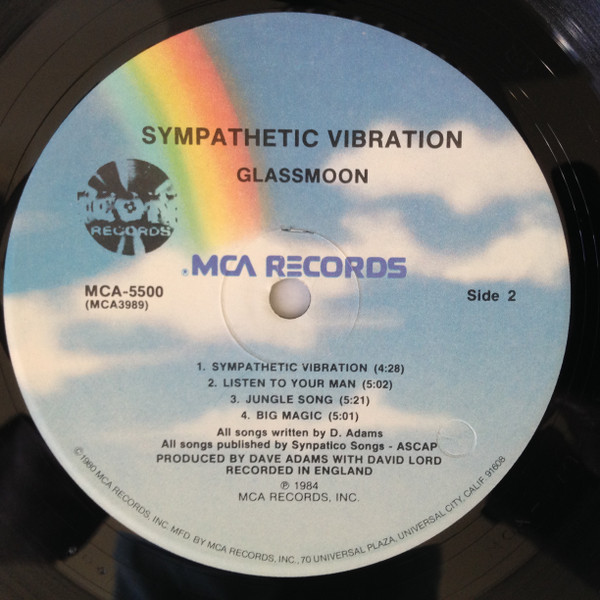 SYMPATHETIC VIBRATION
GLASSMOON
ICON
RECORDS
MCA RECORDS
MCA-5500
(MCA3989)
Side 2
1. SYMPATHETIC VIBRATION (4:28)
2. LISTEN TO YOUR MAN (5:02)
3. JUNGLE SONG (5:21)
4. BIG MAGIC (5:01)
All songs written by D. Adams
All songs published by Synpatico Songs - ASCAP
PRODUCED BY DAVE ADAMS WITH DAVID LORD
RECORDED IN ENGLAND
℗ 1984
MCA RECORDS, INC.
©1980 MCA RECORDS, INC. MFD. BY MCA RECORDS, INC., 70 UNIVERSAL PLAZA, UNIVERSAL CITY, CALIF. 91608